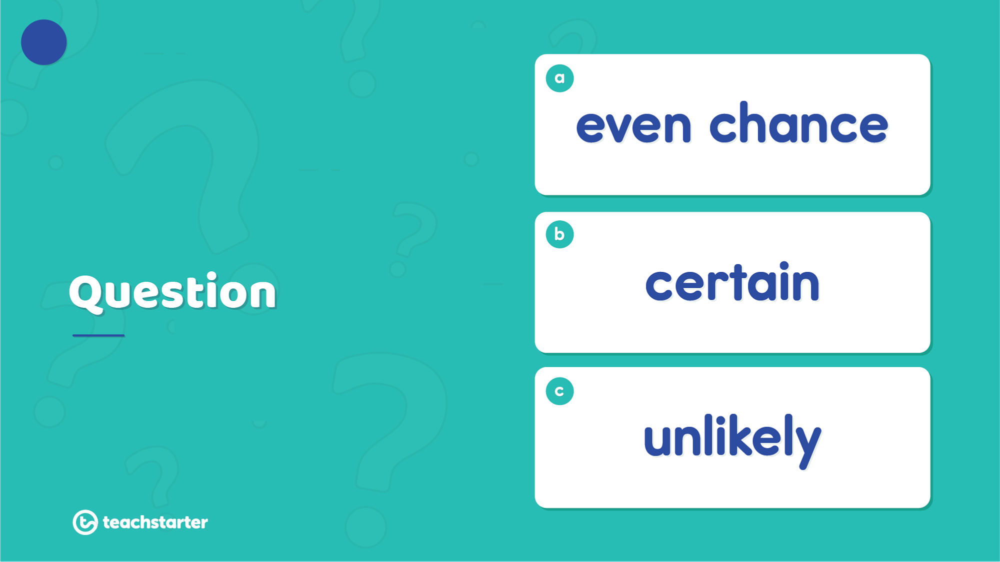 Question
a
even chance
b
certain
c
unlikely
teachstarter